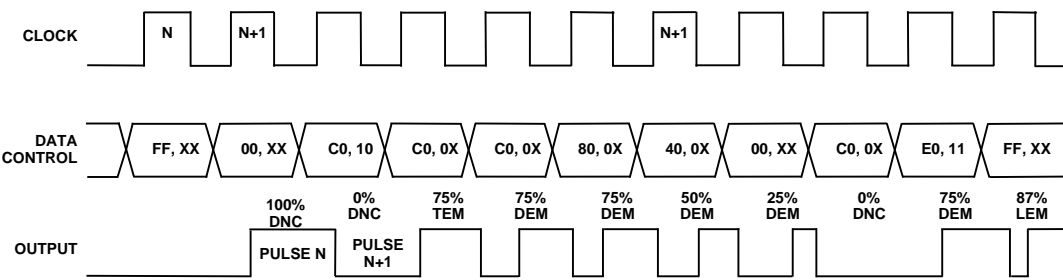 CLOCK N N+1 N+1
DATA CONTROL FF, XX 00, XX C0, 10 C0, 0X C0, 0X 80, 0X 40, 0X 00, XX C0, 0X E0, 11 FF, XX
100% DNC 0% DNC 75% TEM 75% DEM 75% DEM 50% DEM 25% DEM 0% DNC 75% DEM 87% LEM
OUTPUT PULSE N PULSE N+1